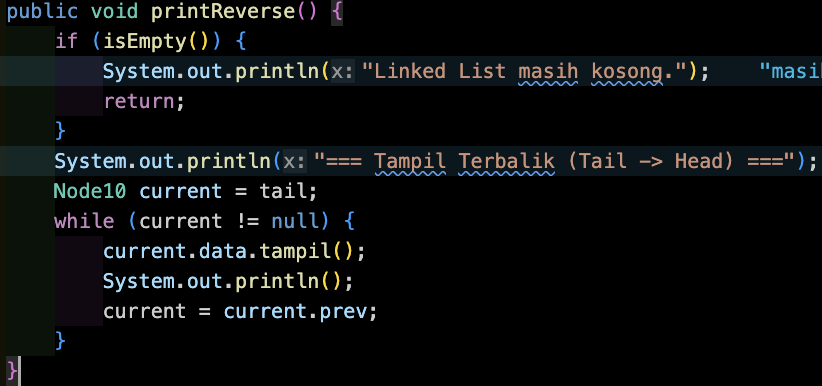 public void printReverse() {
    if (isEmpty()) {
        System.out.println(x: "Linked List masih kosong.");    "masi
        return;
    }
    System.out.println(x: "=== Tampil Terbalik (Tail -> Head) ===");
    Node10 current = tail;
    while (current != null) {
        current.data.tampil();
        System.out.println();
        current = current.prev;
    }
}